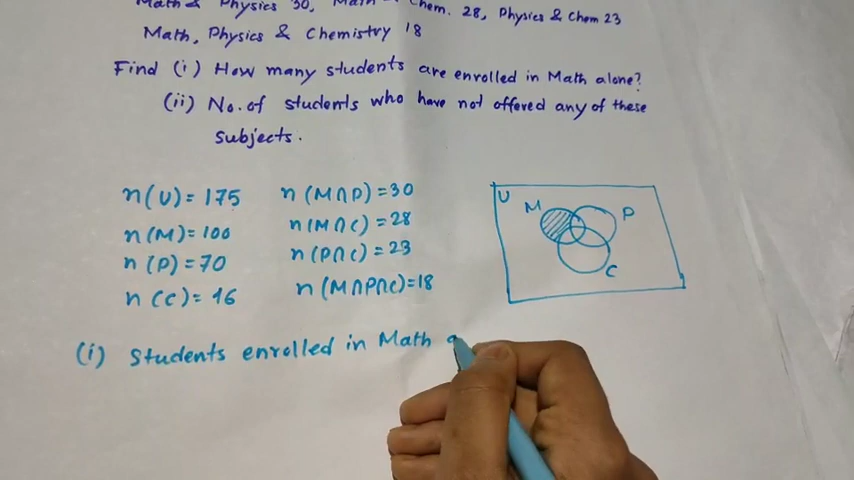 Math & Physics 30, Math & Chem. 28, Physics & Chem 23
Math, Physics & Chemistry 18
Find (i) How many students are enrolled in Math alone?
(ii) No. of students who have not offered any of these
subjects.
n(U) = 175
n(M) = 100
n(P) = 70
n(C) = 46
n(M∩P) = 30
n(M∩C) = 28
n(P∩C) = 23
n(M∩P∩C) = 18
U
M
P
C
(i) Students enrolled in Math a